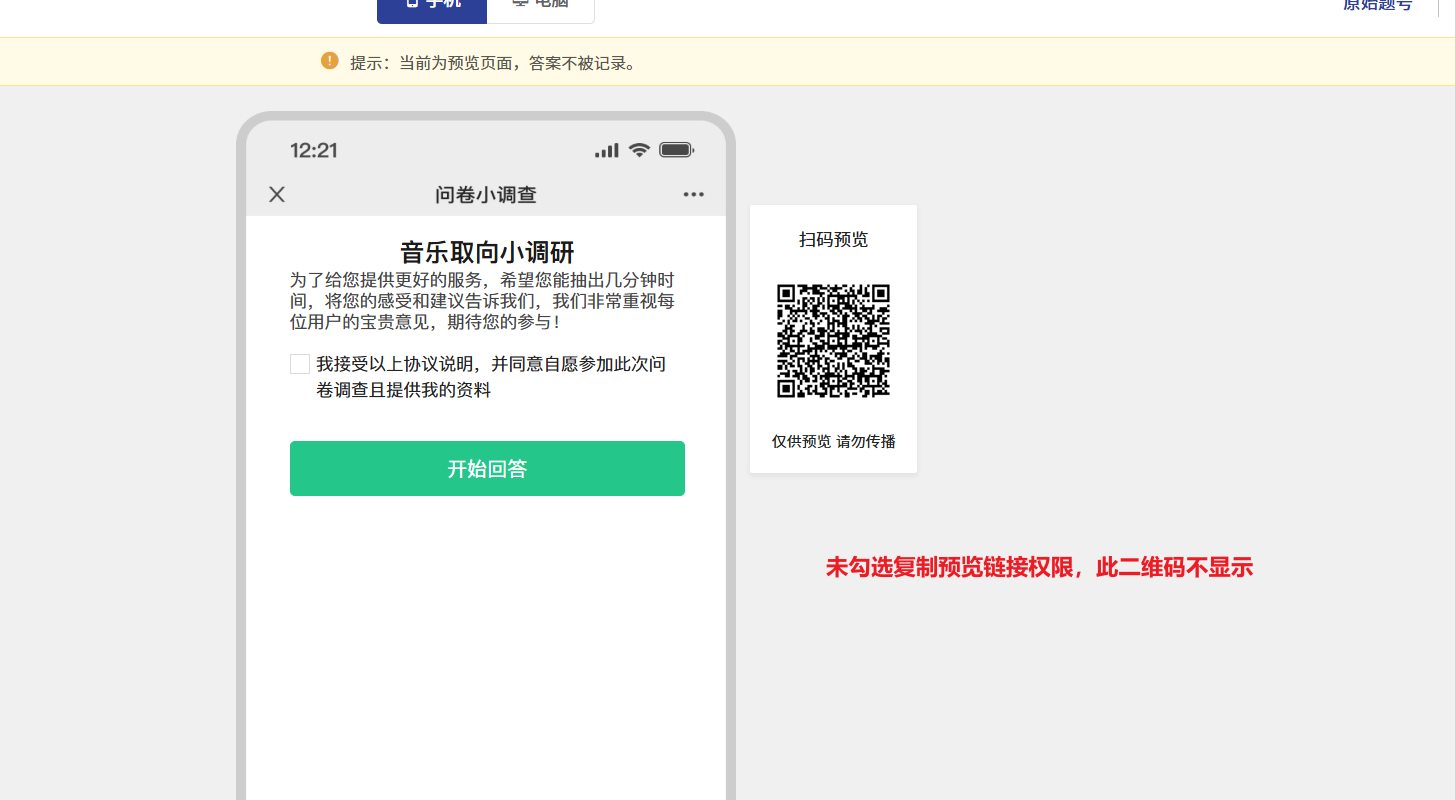 手机
电脑
原始题号
提示：当前为预览页面，答案不被记录。
12:21
问卷小调查
音乐取向小调研
为了给您提供更好的服务，希望您能抽出几分钟时
间，将您的感受和建议告诉我们，我们非常重视每
位用户的宝贵意见，期待您的参与！
我接受以上协议说明，并同意自愿参加此次问
卷调查且提供我的资料
开始回答
扫码预览
仅供预览 请勿传播
未勾选复制预览链接权限，此二维码不显示